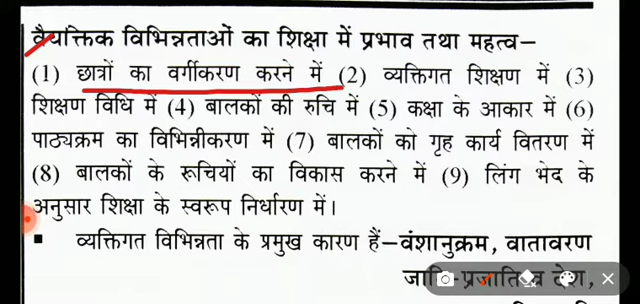 वैयक्तिक विभिन्नताओं का शिक्षा में प्रभाव तथा महत्व–
(1) छात्रों का वर्गीकरण करने में (2) व्यक्तिगत शिक्षण में (3)
शिक्षण विधि में (4) बालकों की रुचि में (5) कक्षा के आकार में (6)
पाठ्यक्रम का विभिन्नीकरण में (7) बालकों को गृह कार्य वितरण में
(8) बालकों के रूचियों का विकास करने में (9) लिंग भेद के
अनुसार शिक्षा के स्वरूप निर्धारण में।
▪ व्यक्तिगत विभिन्नता के प्रमुख कारण हैं–वंशानुक्रम, वातावरण
जाति-प्रजाति व देश,